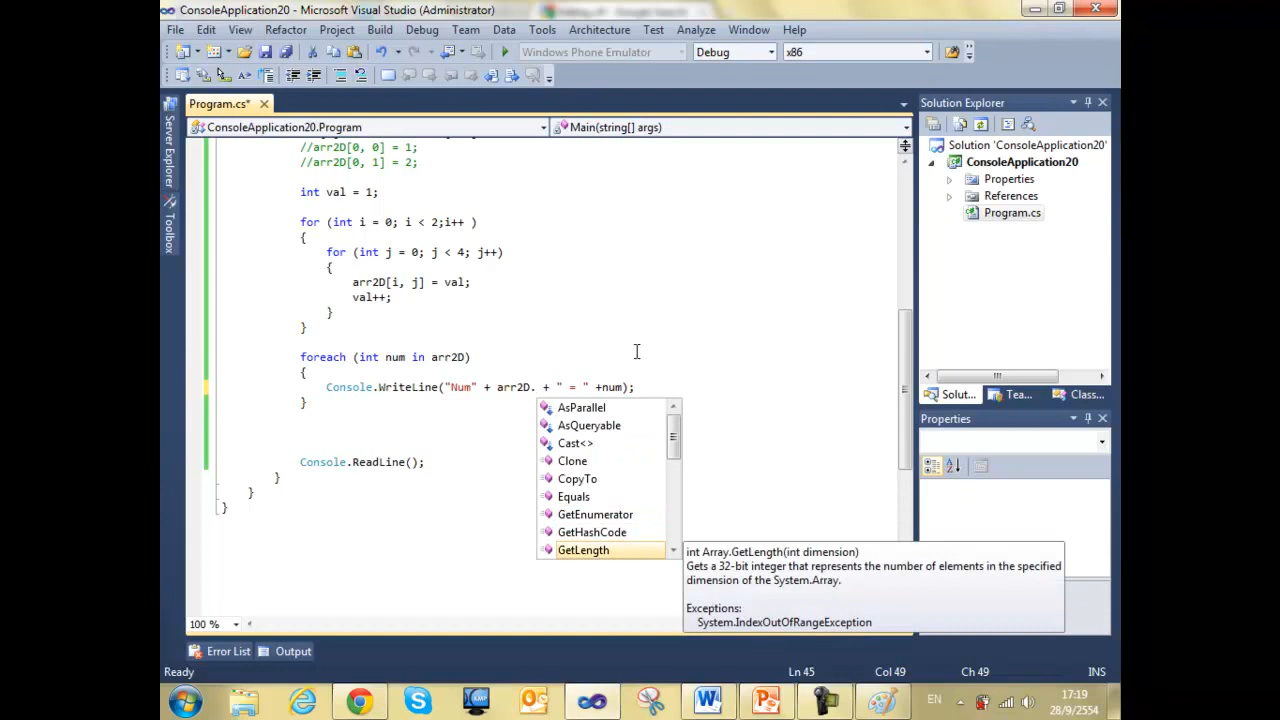 ConsoleApplication20 - Microsoft Visual Studio (Administrator)
File Edit View Refactor Project Build Debug Team Data Tools Architecture Test Analyze Window Help
Windows Phone Emulator Debug x86
Program.cs*
ConsoleApplication20.Program Main(string[] args)
Server Explorer
Toolbox
//arr2D[0, 0] = 1;
//arr2D[0, 1] = 2;
int val = 1;
for (int i = 0; i < 2;i++ )
{
for (int j = 0; j < 4; j++)
{
arr2D[i, j] = val;
val++;
}
}
foreach (int num in arr2D)
{
Console.WriteLine("Num" + arr2D. + " = " +num);
}
Console.ReadLine();
}
}
}
AsParallel
AsQueryable
Cast<>
Clone
CopyTo
Equals
GetEnumerator
GetHashCode
GetLength
int Array.GetLength(int dimension)
Gets a 32-bit integer that represents the number of elements in the specified
dimension of the System.Array.
Exceptions:
System.IndexOutOfRangeException
100 %
Solution Explorer
Solution 'ConsoleApplication20'
ConsoleApplication20
Properties
References
Program.cs
Solut... Tea... Class...
Properties
Error List Output
Ready Ln 45 Col 49 Ch 49 INS
EN
17:19
28/9/2554